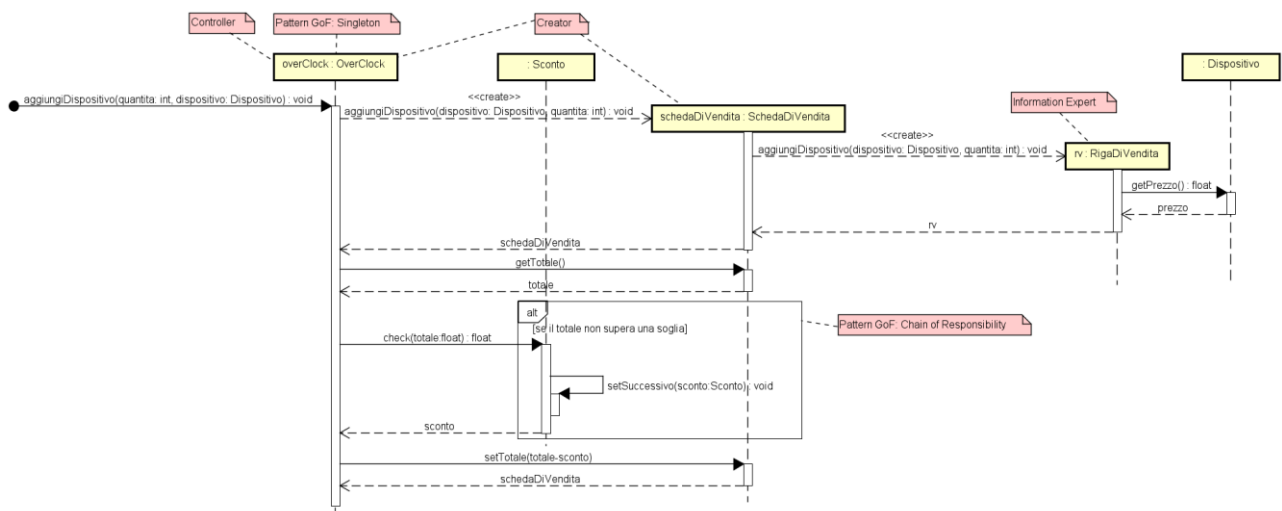 Controller
Pattern GoF: Singleton
Creator
overClock : OverClock
: Sconto
: Dispositivo
aggiungiDispositivo(quantita: int, dispositivo: Dispositivo) : void
<<create>>
aggiungiDispositivo(dispositivo: Dispositivo, quantita: int) : void
schedaDiVendita : SchedaDiVendita
Information Expert
<<create>>
aggiungiDispositivo(dispositivo: Dispositivo, quantita: int) : void
rv : RigaDiVendita
getPrezzo() : float
prezzo
rv
schedaDiVendita
getTotale()
totale
alt
[se il totale non supera una soglia]
Pattern GoF: Chain of Responsibility
check(totale:float) : float
setSuccessivo(sconto:Sconto) : void
sconto
setTotale(totale-sconto)
schedaDiVendita